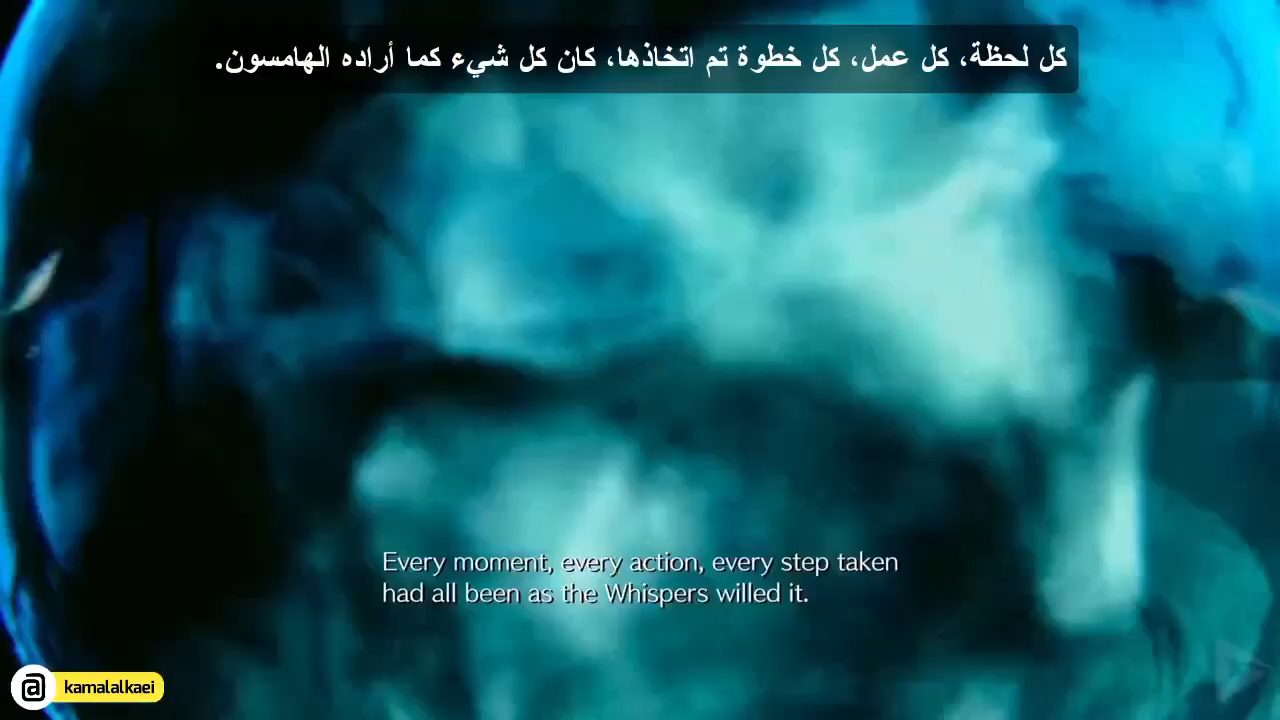 كل لحظة، كل عمل، كل خطوة تم اتخاذها، كان كل شيء كما أراده الهامسون.
Every moment, every action, every step taken
had all been as the Whispers willed it.
@ kamalalkaei